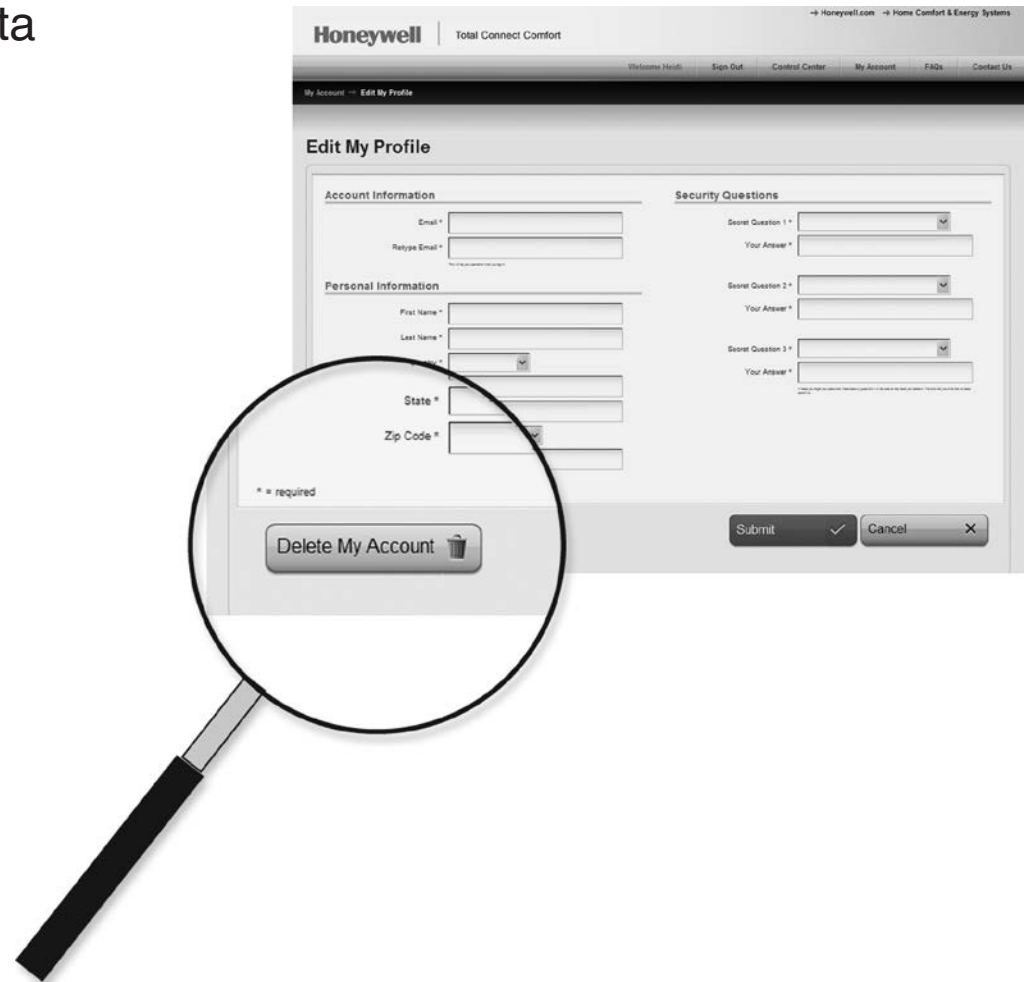 ta
→ Honeywell.com → Home Comfort & Energy Systems
Honeywell Total Connect Comfort
Welcome Heidi Sign Out Control Center My Account FAQs Contact Us
My Account → Edit My Profile
Edit My Profile
Account Information
Email *
Retype Email *
Personal Information
First Name *
Last Name *
State *
Zip Code *
* = required
Delete My Account
Security Questions
Secret Question 1 *
Your Answer *
Secret Question 2 *
Your Answer *
Secret Question 3 *
Your Answer *
Submit
Cancel